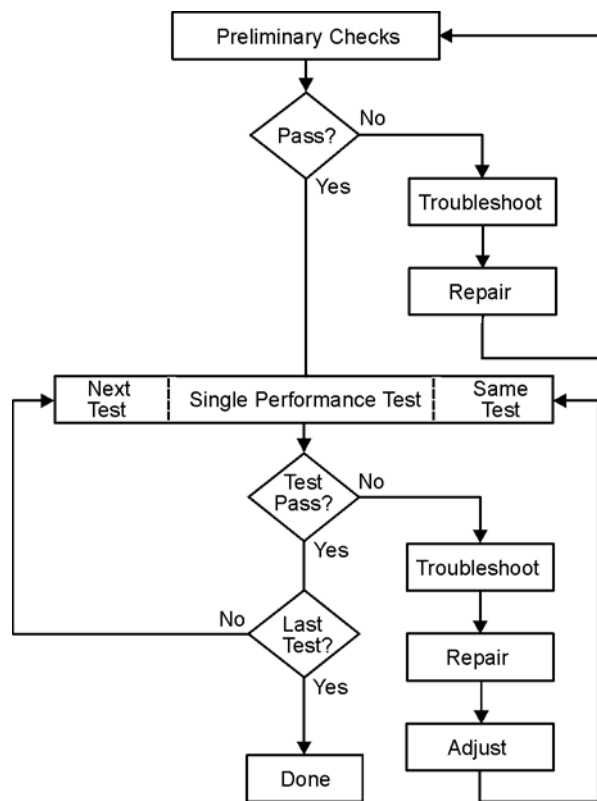 Preliminary Checks
Pass?
No
Yes
Troubleshoot
Repair
Next
Test
Single Performance Test
Same
Test
Test
Pass?
No
Yes
Troubleshoot
Last
Test?
No
Yes
Repair
Adjust
Done